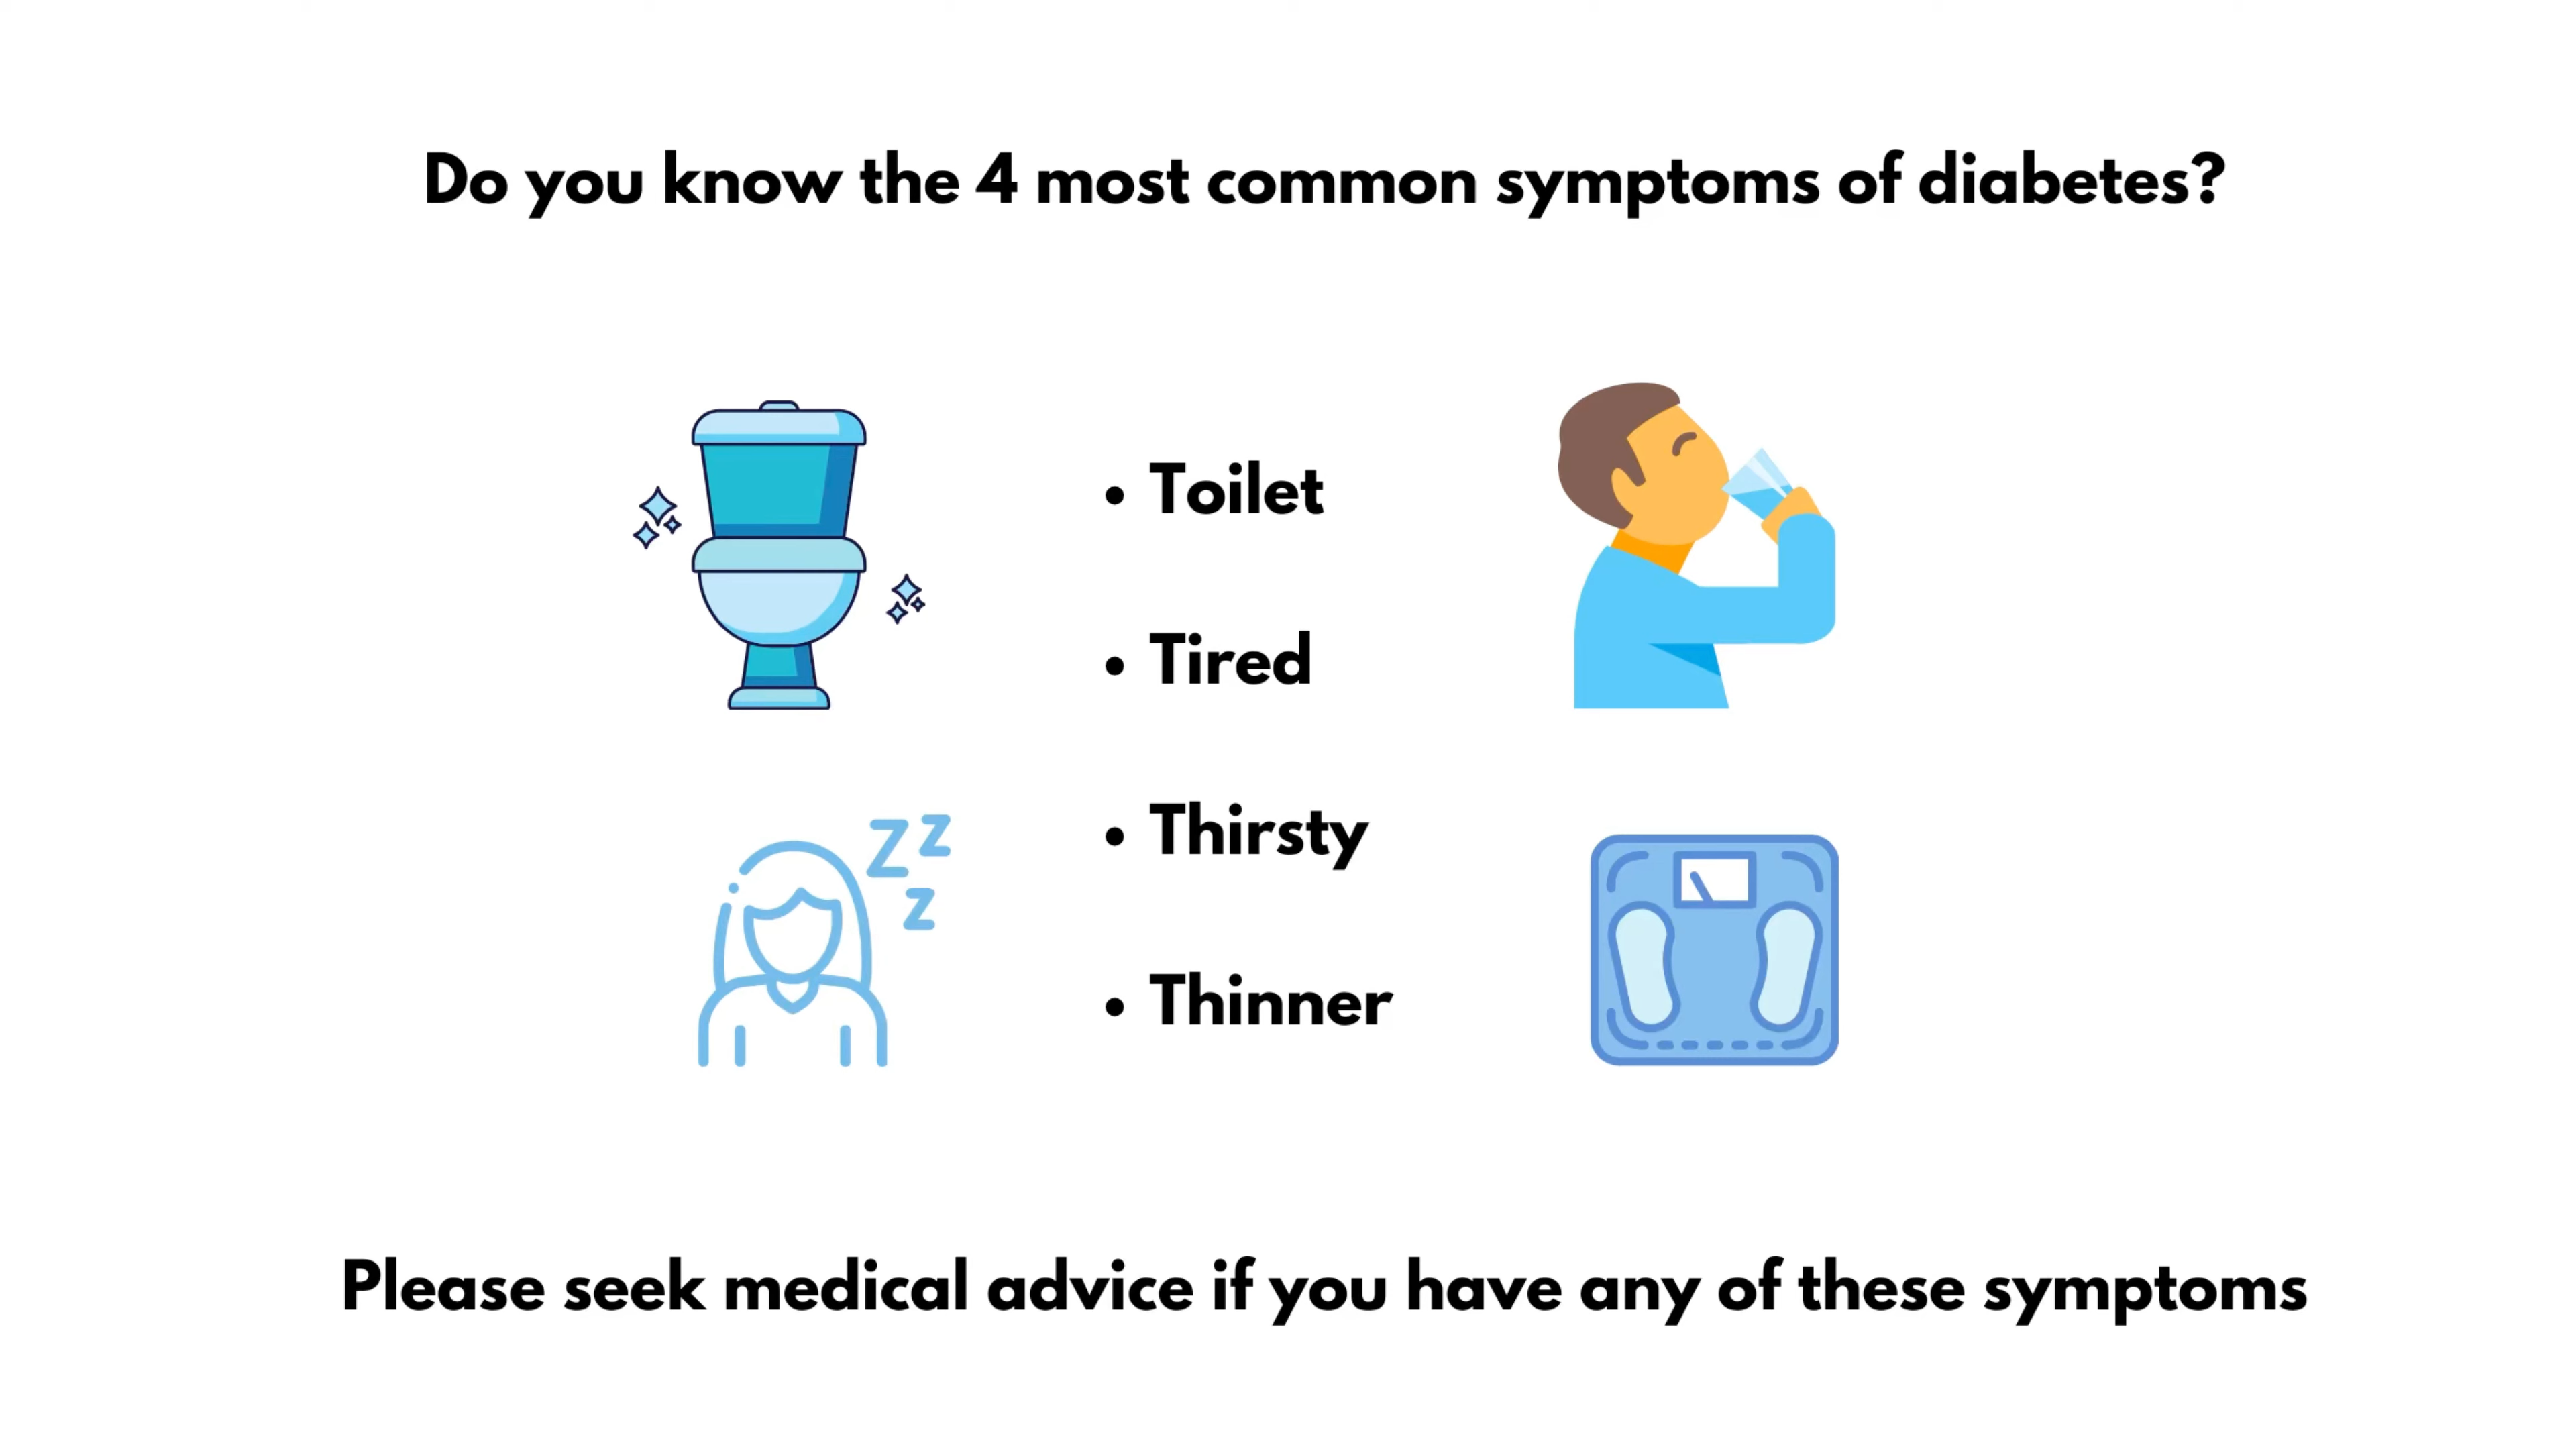 Do you know the 4 most common symptoms of diabetes?
• Toilet
• Tired
• Thirsty
• Thinner
Z z
z
Please seek medical advice if you have any of these symptoms